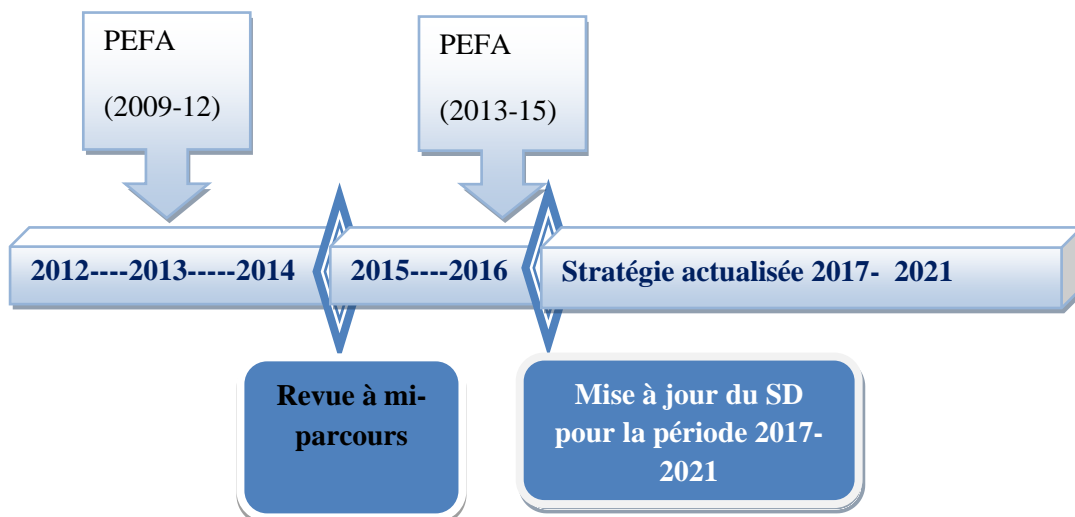 PEFA
(2009-12)
PEFA
(2013-15)
2012----2013-----2014
2015----2016
Stratégie actualisée 2017- 2021
Revue à mi-
parcours
Mise à jour du SD
pour la période 2017-
2021